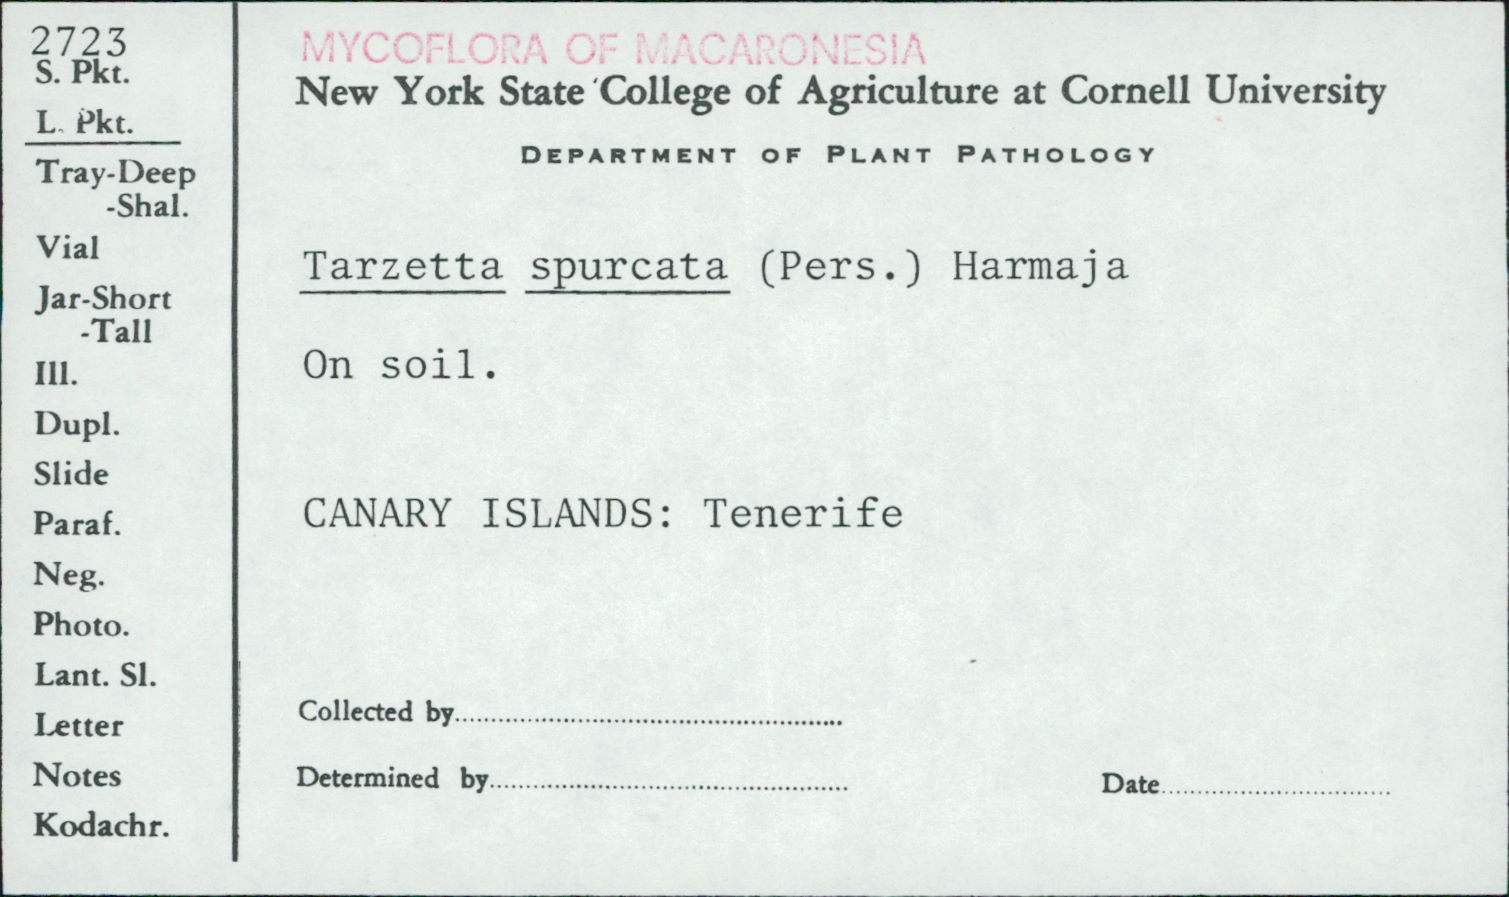 2723
S. Pkt.
L. Pkt.
Tray-Deep
-Shal.
Vial
Jar-Short
-Tall
Ill.
Dupl.
Slide
Paraf.
Neg.
Photo.
Lant. Sl.
Letter
Notes
Kodachr.
MYCOFLORA OF MACARONESIA
New York State College of Agriculture at Cornell University
DEPARTMENT OF PLANT PATHOLOGY
Tarzetta spurcata (Pers.) Harmaja
On soil.
CANARY ISLANDS: Tenerife
Collected by
Determined by
Date